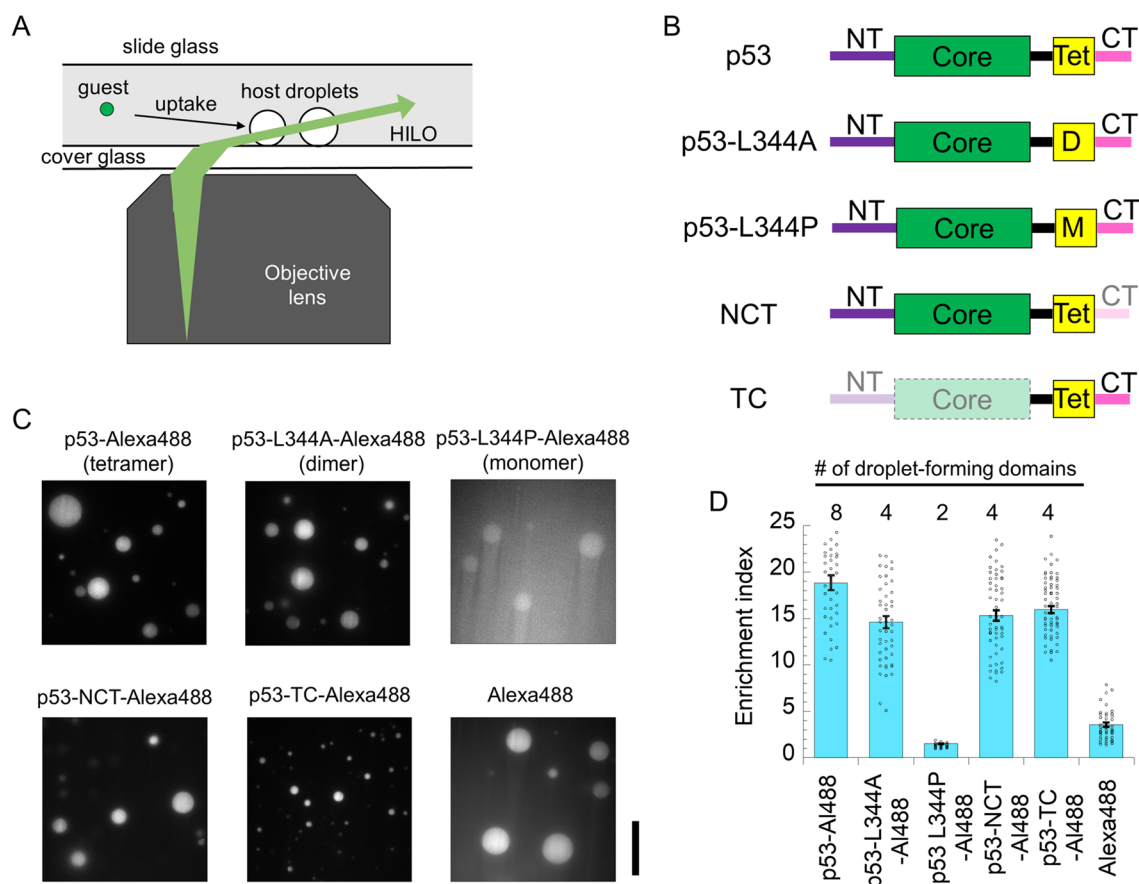 A
slide glass
guest
uptake
host droplets
HILO
cover glass
Objective
lens
B
p53
NT
Core
Tet
CT
p53-L344A
NT
Core
D
CT
p53-L344P
NT
Core
M
CT
NCT
NT
Core
Tet
CT
TC
NT
Core
Tet
CT
C
p53-Alexa488
(tetramer)
p53-L344A-Alexa488
(dimer)
p53-L344P-Alexa488
(monomer)
p53-NCT-Alexa488
p53-TC-Alexa488
Alexa488
D
# of droplet-forming domains
8 4 2 4 4
Enrichment index
25
20
15
10
5
0
p53-Al488
p53-L344A
-Al488
p53 L344P
-Al488
p53-NCT
-Al488
p53-TC
-Al488
Alexa488